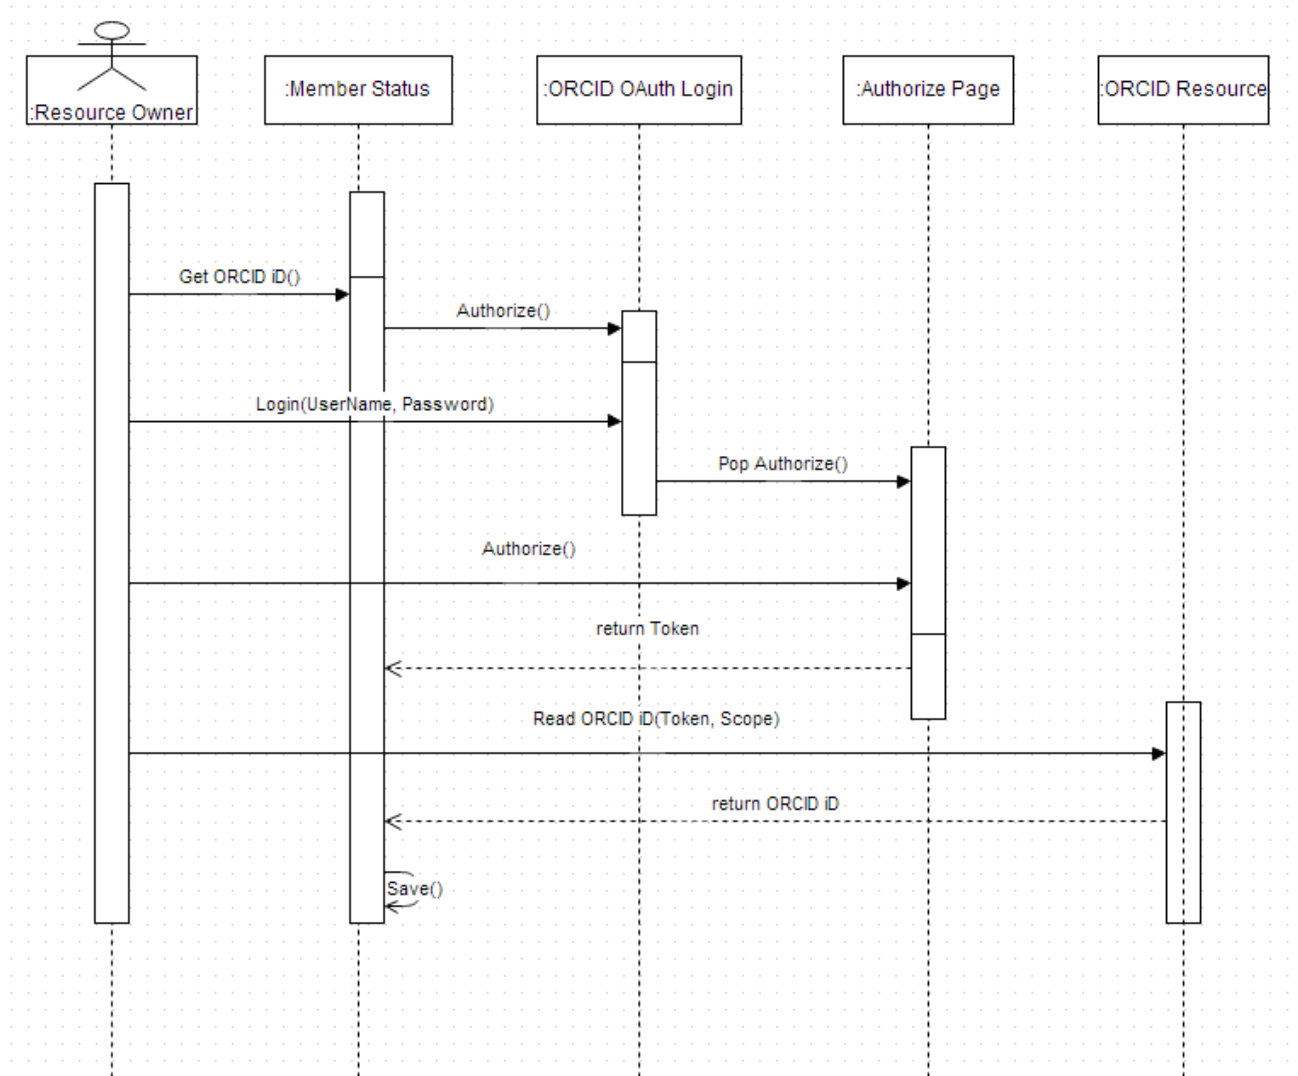 :Resource Owner
:Member Status
:ORCID OAuth Login
:Authorize Page
:ORCID Resource
Get ORCID iD()
Authorize()
Login(UserName, Password)
Pop Authorize()
Authorize()
return Token
Read ORCID iD(Token, Scope)
return ORCID iD
Save()